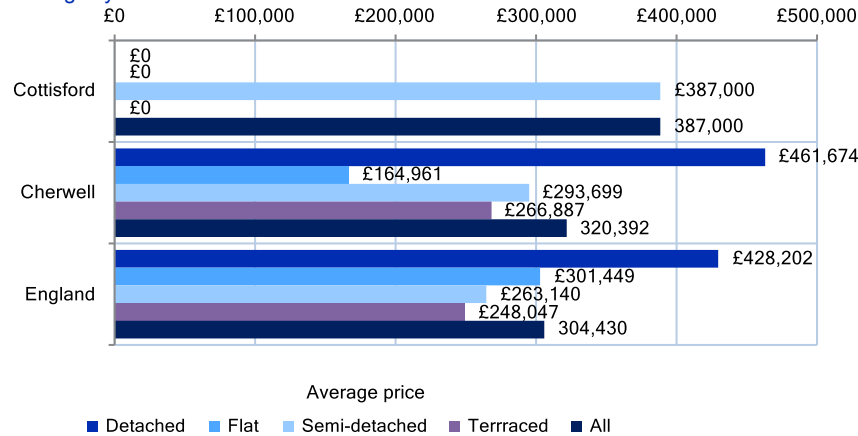 £0 £100,000 £200,000 £300,000 £400,000 £500,000
£0
£0
Cottisford £387,000
£0
387,000
£461,674
£164,961
Cherwell £293,699
£266,887
320,392
£428,202
£301,449
England £263,140
£248,047
304,430
Average price
Detached Flat Semi-detached Terrraced All